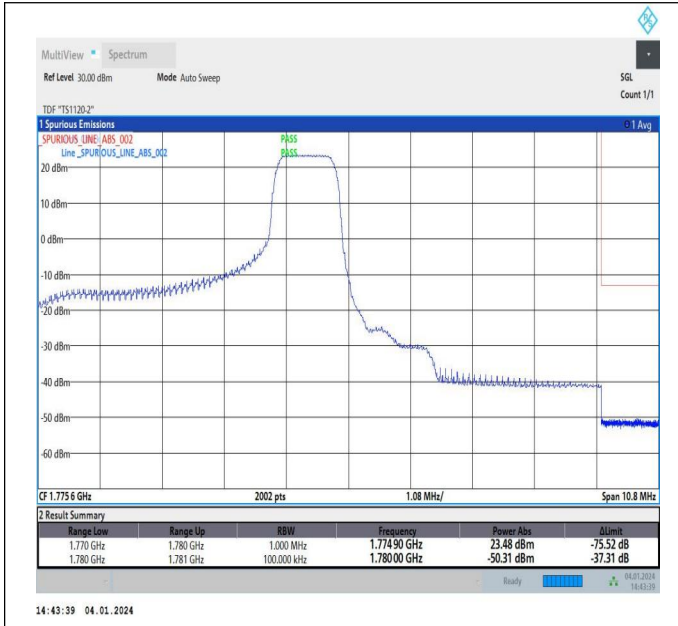 R S
MultiView Spectrum
Ref Level 30.00 dBm Mode Auto Sweep SGL
Count 1/1
TDF "TS1120-2"
1 Spurious Emissions 1 Avg
_SPURIOUS_LINE_ABS_002 PASS
Line _SPURIOUS_LINE_ABS_002 PASS
20 dBm
10 dBm
0 dBm
-10 dBm
-20 dBm
-30 dBm
-40 dBm
-50 dBm
-60 dBm
CF 1.775 6 GHz 2002 pts 1.08 MHz/ Span 10.8 MHz
2 Result Summary
Range Low Range Up RBW Frequency Power Abs ΔLimit
1.770 GHz 1.780 GHz 1.000 MHz 1.774 90 GHz 23.48 dBm -75.52 dB
1.780 GHz 1.781 GHz 100.000 kHz 1.780 00 GHz -50.31 dBm -37.31 dB
Ready 04.01.2024
14:43:39
14:43:39 04.01.2024